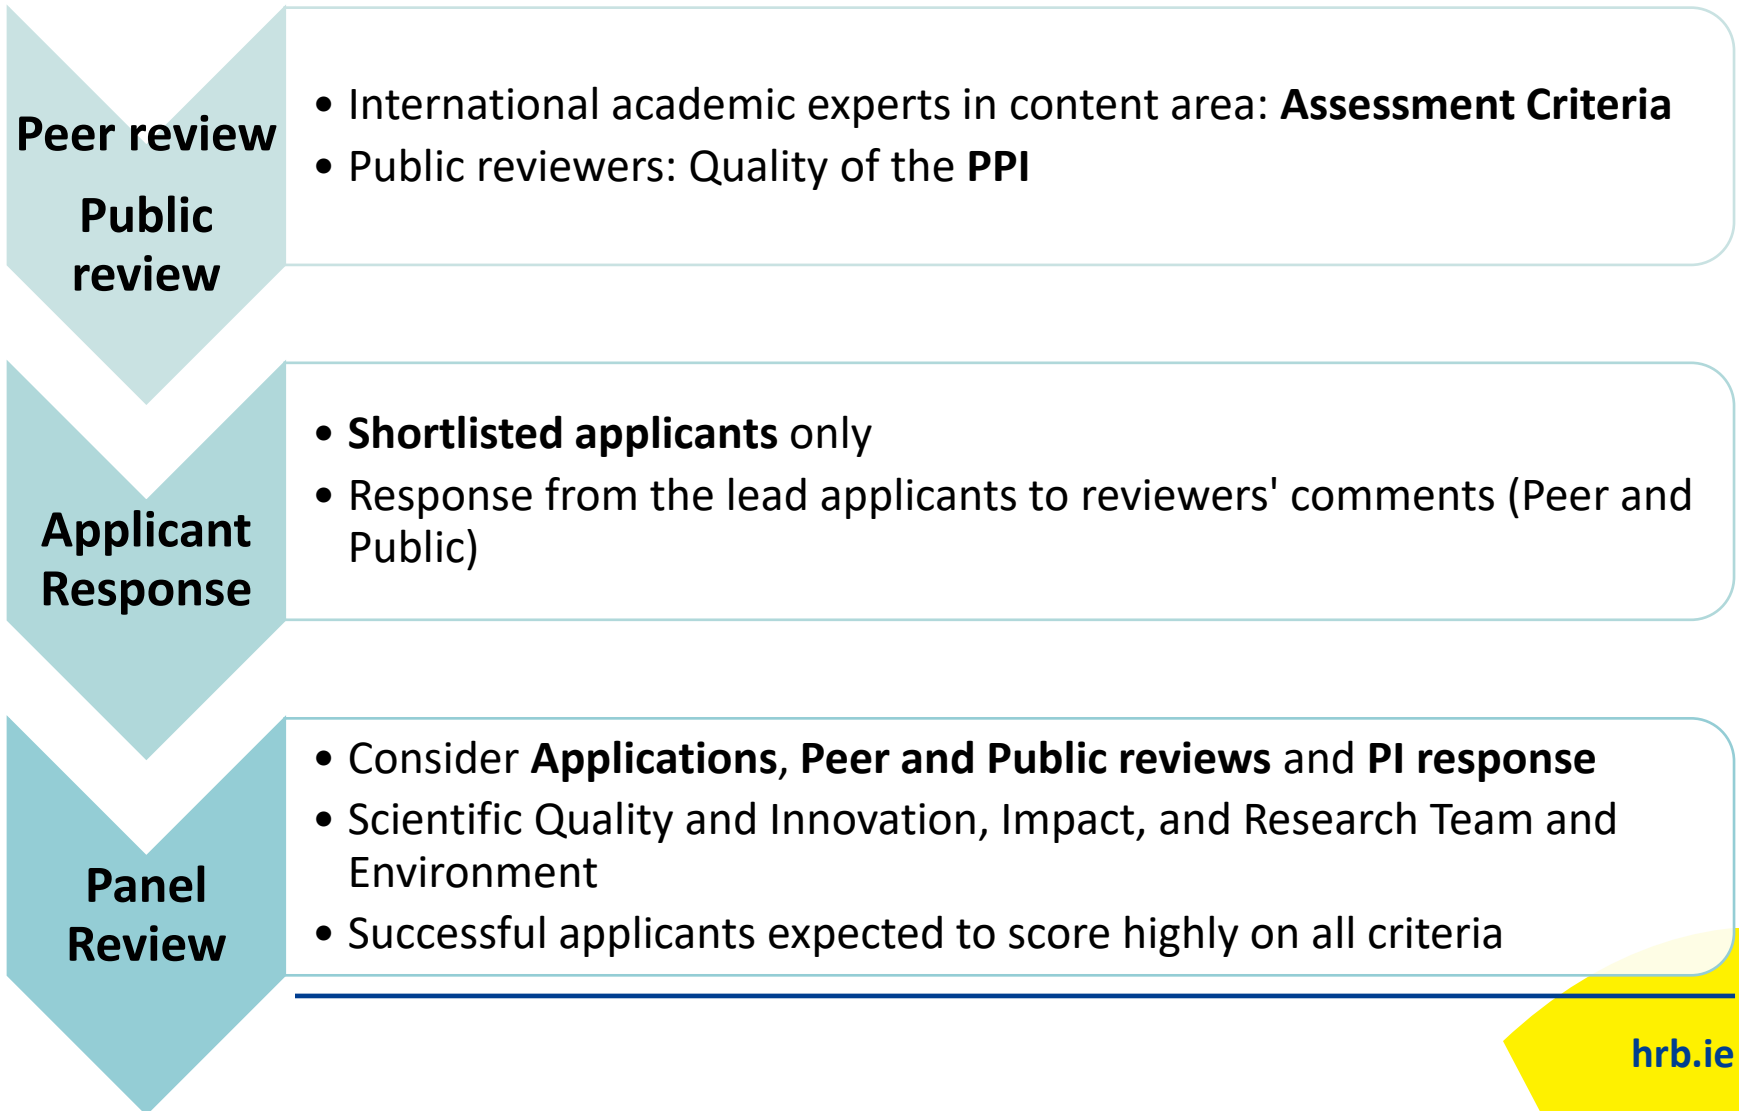 Peer review
Public
review
• International academic experts in content area: Assessment Criteria
• Public reviewers: Quality of the PPI
Applicant
Response
• Shortlisted applicants only
• Response from the lead applicants to reviewers' comments (Peer and
Public)
Panel
Review
• Consider Applications, Peer and Public reviews and PI response
• Scientific Quality and Innovation, Impact, and Research Team and
Environment
• Successful applicants expected to score highly on all criteria
hrb.ie